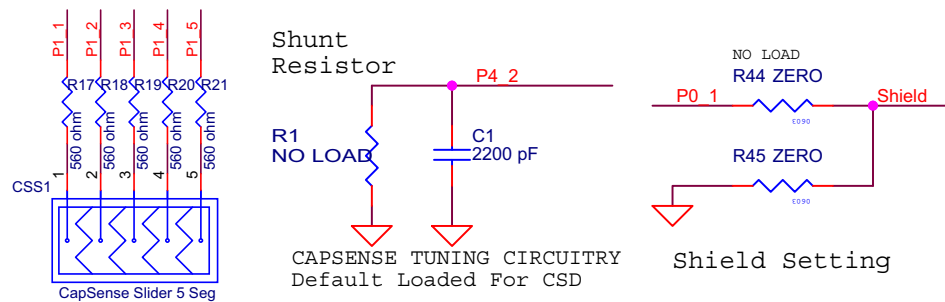 P1_1
P1_2
P1_3
P1_4
P1_5
R17
R18
R19
R20
R21
560 ohm
560 ohm
560 ohm
560 ohm
560 ohm
1
2
3
4
5
CSS1
CapSense Slider 5 Seg
Shunt
Resistor
P4_2
R1
NO LOAD
C1
2200 pF
CAPSENSE TUNING CIRCUITRY
Default Loaded For CSD
NO LOAD
R44 ZERO
P0_1
Shield
E090
R45 ZERO
E090
Shield Setting